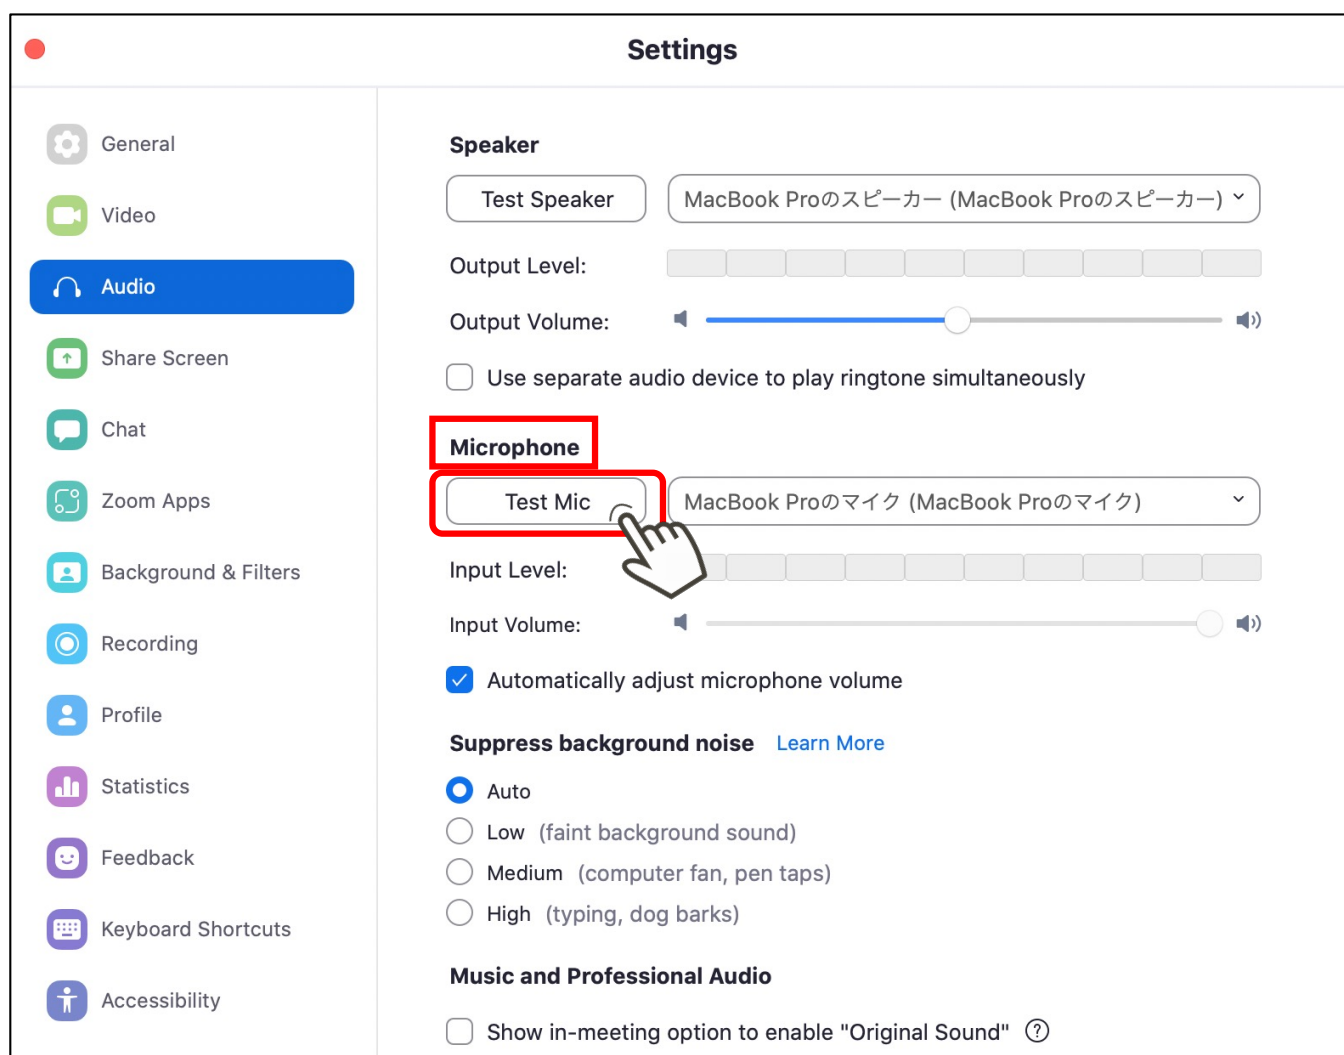 Settings
General
Video
Audio
Share Screen
Chat
Zoom Apps
Background & Filters
Recording
Profile
Statistics
Feedback
Keyboard Shortcuts
Accessibility
Speaker
Test Speaker
MacBook Proのスピーカー (MacBook Proのスピーカー)
Output Level:
Output Volume:
Use separate audio device to play ringtone simultaneously
Microphone
Test Mic
MacBook Proのマイク (MacBook Proのマイク)
Input Level:
Input Volume:
Automatically adjust microphone volume
Suppress background noise Learn More
Auto
Low (faint background sound)
Medium (computer fan, pen taps)
High (typing, dog barks)
Music and Professional Audio
Show in-meeting option to enable "Original Sound" ?